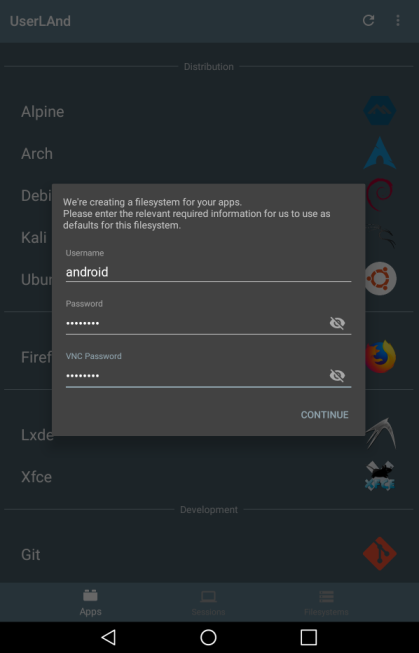 UserLAnd
Distribution
Alpine
Arch
Debi
Kali
Ubun
We're creating a filesystem for your apps.
Please enter the relevant required information for us to use as
defaults for this filesystem.
Username
android
Password
••••••••
VNC Password
••••••••
CONTINUE
Firef
Lxde
Xfce
Development
Git
Apps
Sessions
Filesystems